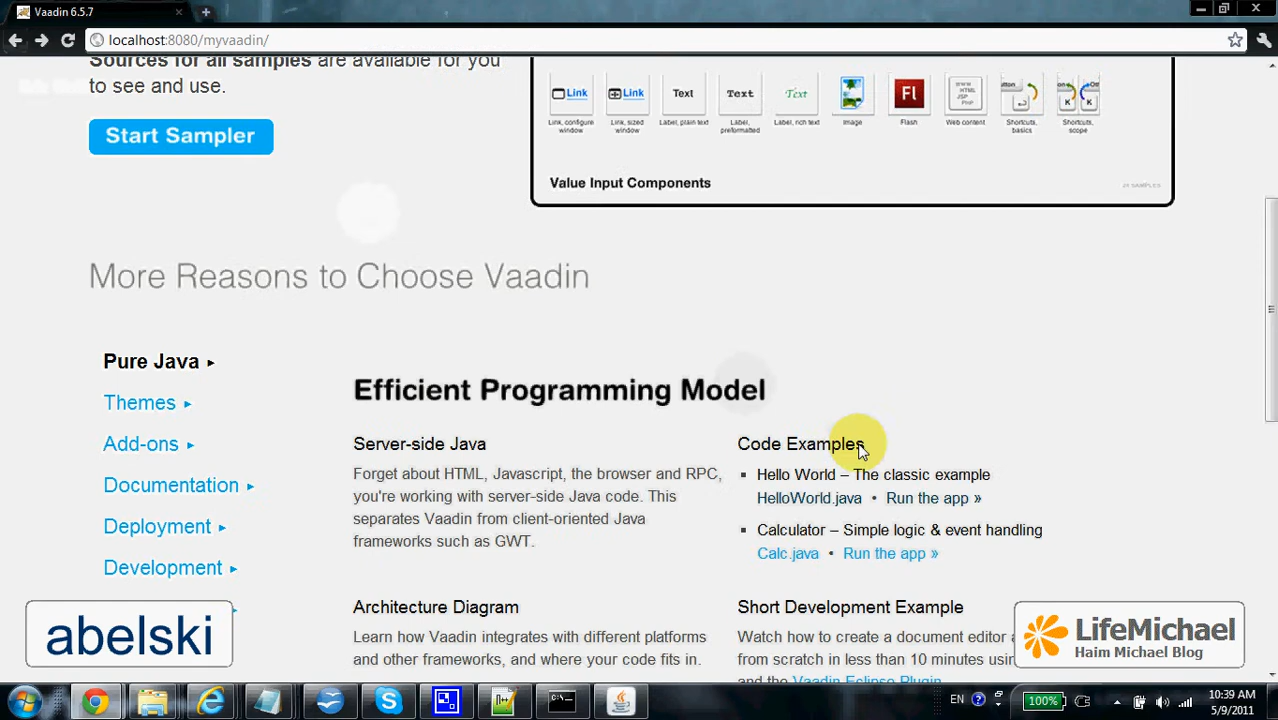 Vaadin 6.5.7
localhost:8080/myvaadin/
Sources for all samples are available for you
to see and use.
Start Sampler
Link
Link
Text
Text
Text
Fl
Link, configure window
Link, sized window
Label, plain text
Label, preformatted
Label, rich text
Image
Flash
Web content
Shortcuts, basics
Shortcuts, scope
Value Input Components
More Reasons to Choose Vaadin
Pure Java
Themes
Add-ons
Documentation
Deployment
Development
Efficient Programming Model
Server-side Java
Forget about HTML, Javascript, the browser and RPC,
you're working with server-side Java code. This
separates Vaadin from client-oriented Java
frameworks such as GWT.
Code Examples
Hello World – The classic example
HelloWorld.java • Run the app »
Calculator – Simple logic & event handling
Calc.java • Run the app »
Architecture Diagram
Learn how Vaadin integrates with different platforms
and other frameworks, and where your code fits in.
Short Development Example
Watch how to create a document editor
from scratch in less than 10 minutes
and the Vaadin Eclipse Plugin
abelski
LifeMichael
Haim Michael Blog
EN
100%
10:39 AM
5/9/2011